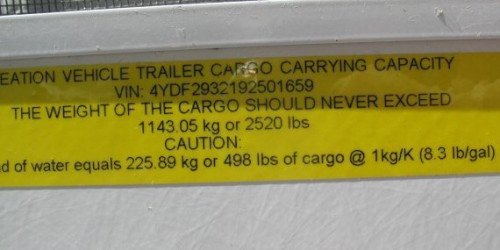 EATION VEHICLE TRAILER CARGO CARRYING CAPACITY
VIN: 4YDF2932192501659
THE WEIGHT OF THE CARGO SHOULD NEVER EXCEED
1143.05 kg or 2520 lbs
CAUTION:
d of water equals 225.89 kg or 498 lbs of cargo @ 1kg/K (8.3 lb/gal)